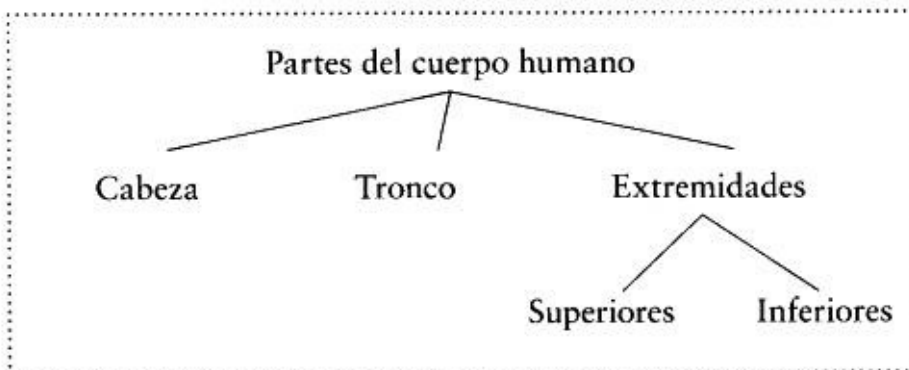 Partes del cuerpo humano
Cabeza Tronco Extremidades
Superiores Inferiores